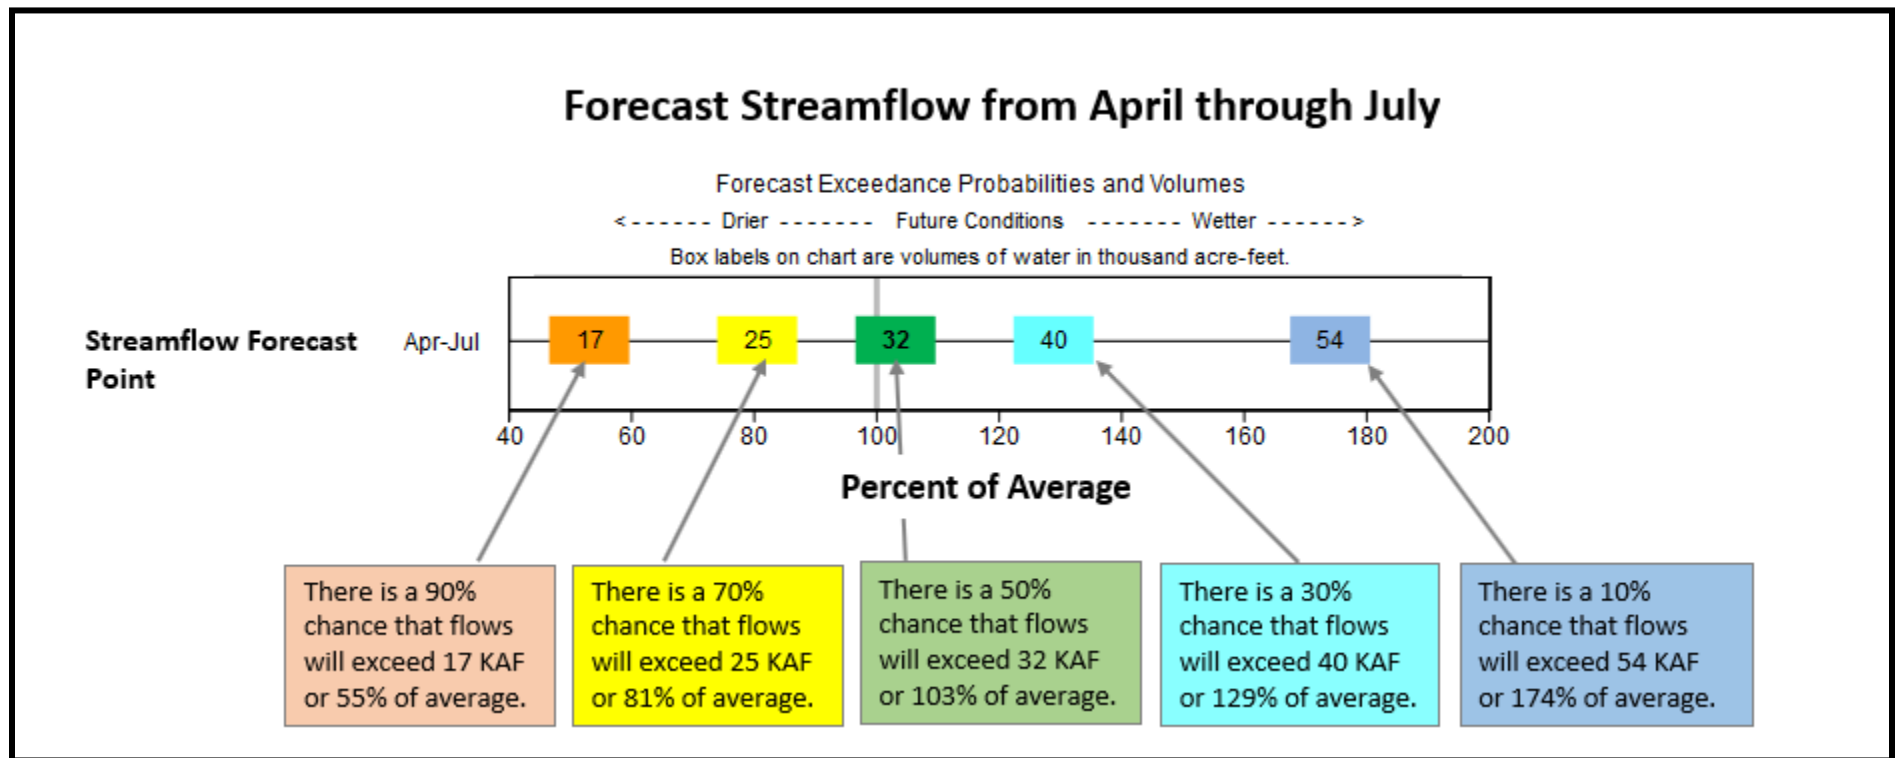 Forecast Streamflow from April through July
Forecast Exceedance Probabilities and Volumes
<------ Drier ------- Future Conditions ------- Wetter ------>
Box labels on chart are volumes of water in thousand acre-feet.
Streamflow Forecast
Point
Apr-Jul
17 25 32 40 54
40 60 80 100 120 140 160 180 200
Percent of Average
There is a 90%
chance that flows
will exceed 17 KAF
or 55% of average.
There is a 70%
chance that flows
will exceed 25 KAF
or 81% of average.
There is a 50%
chance that flows
will exceed 32 KAF
or 103% of average.
There is a 30%
chance that flows
will exceed 40 KAF
or 129% of average.
There is a 10%
chance that flows
will exceed 54 KAF
or 174% of average.